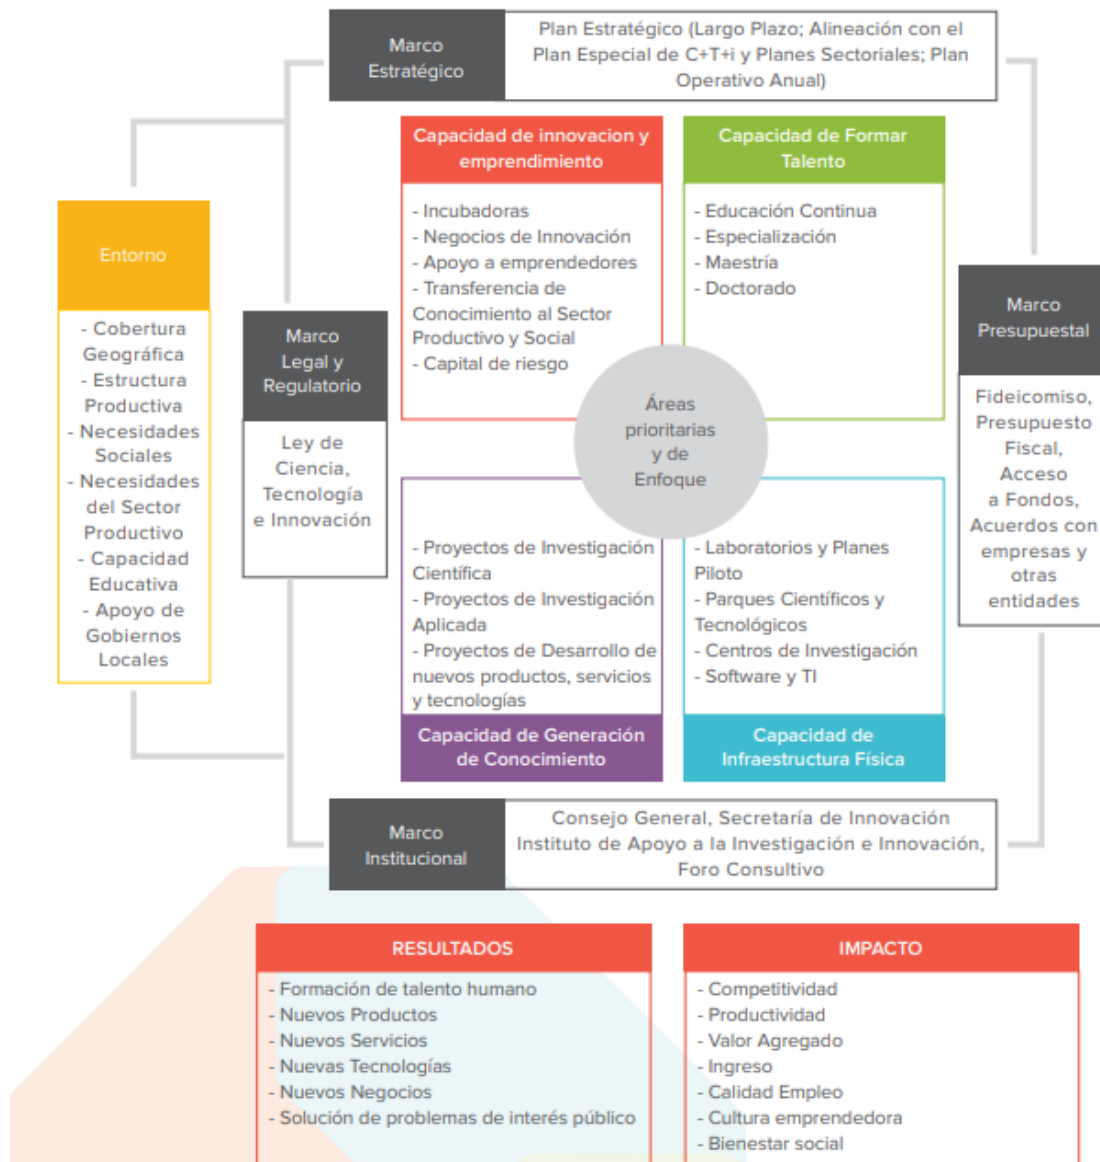 Marco
Estratégico
Plan Estratégico (Largo Plazo; Alineación con el
Plan Especial de C+T+i y Planes Sectoriales; Plan
Operativo Anual)
Capacidad de innovacion y
emprendimiento
- Incubadoras
- Negocios de Innovación
- Apoyo a emprendedores
- Transferencia de
Conocimiento al Sector
Productivo y Social
- Capital de riesgo
Capacidad de Formar
Talento
- Educación Continua
- Especialización
- Maestría
- Doctorado
Entorno
- Cobertura
Geográfica
- Estructura
Productiva
- Necesidades
Sociales
- Necesidades
del Sector
Productivo
- Capacidad
Educativa
- Apoyo de
Gobiernos
Locales
Marco
Legal y
Regulatorio
Ley de
Ciencia,
Tecnología
e Innovación
Áreas
prioritarias
y de
Enfoque
Marco
Presupuestal
Fideicomiso,
Presupuesto
Fiscal,
Acceso
a Fondos,
Acuerdos con
empresas y
otras
entidades
- Proyectos de Investigación
Científica
- Proyectos de Investigación
Aplicada
- Proyectos de Desarrollo de
nuevos productos, servicios
y tecnologías
Capacidad de Generación
de Conocimiento
- Laboratorios y Planes
Piloto
- Parques Científicos y
Tecnológicos
- Centros de Investigación
- Software y TI
Capacidad de
Infraestructura Física
Marco
Institucional
Consejo General, Secretaría de Innovación
Instituto de Apoyo a la Investigación e Innovación,
Foro Consultivo
RESULTADOS
- Formación de talento humano
- Nuevos Productos
- Nuevos Servicios
- Nuevas Tecnologías
- Nuevos Negocios
- Solución de problemas de interés público
IMPACTO
- Competitividad
- Productividad
- Valor Agregado
- Ingreso
- Calidad Empleo
- Cultura emprendedora
- Bienestar social